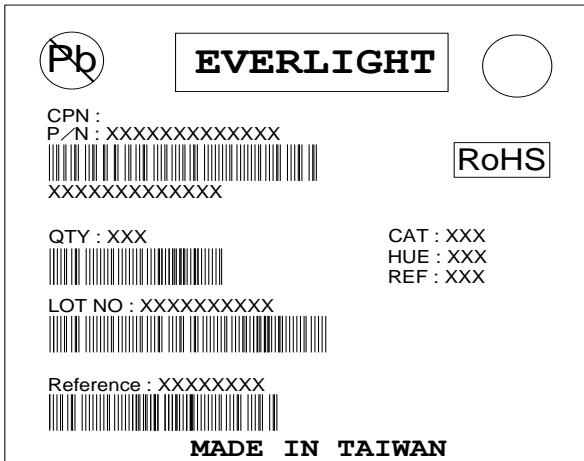 Pb
EVERLIGHT
CPN :
P/N : XXXXXXXXXXXXX
RoHS
XXXXXXXXXXXXX
QTY : XXX
CAT : XXX
HUE : XXX
REF : XXX
LOT NO : XXXXXXXXXX
Reference : XXXXXXXX
MADE IN TAIWAN